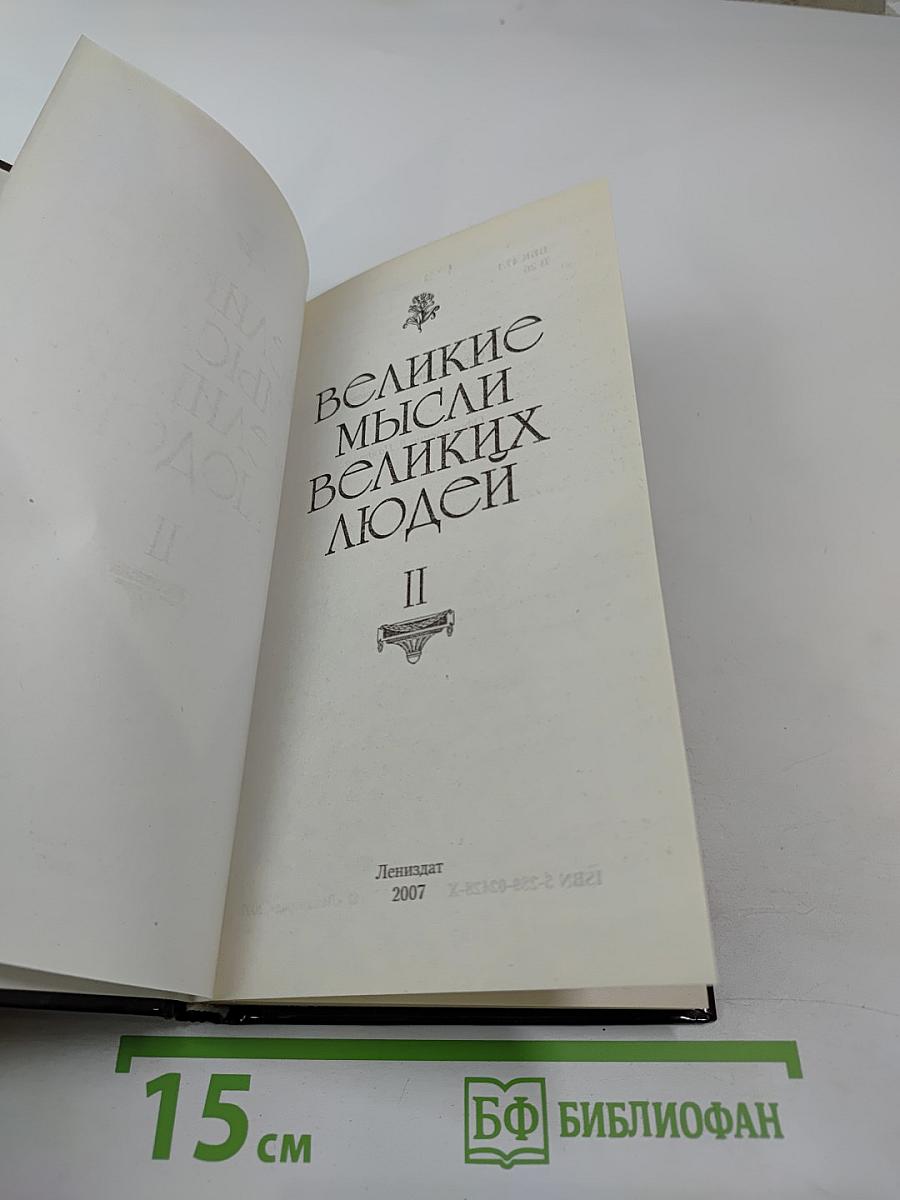 ВЕЛИКИЕ
МЫСЛИ
ВЕЛИКИХ
ЛЮДЕЙ
II
Лениздат
2007
15 см
БФ БИБЛИОФАН